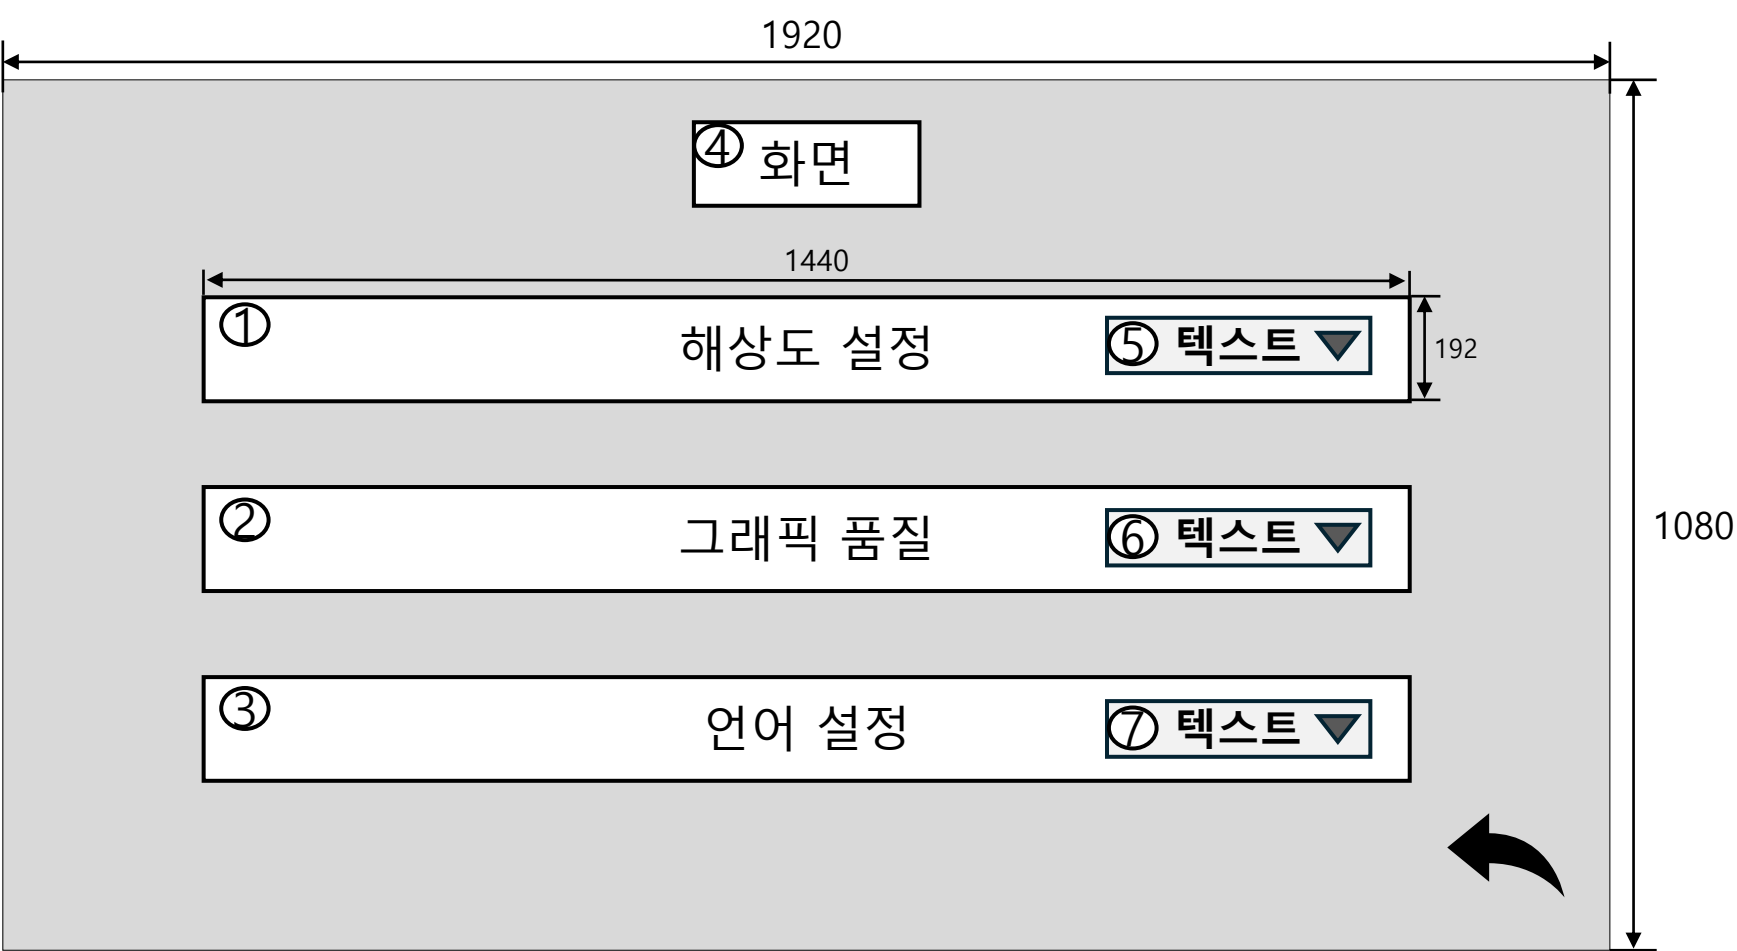 1920
④ 화면
1440
① 해상도 설정 ⑤ 텍스트
192
② 그래픽 품질 ⑥ 텍스트
1080
③ 언어 설정 ⑦ 텍스트